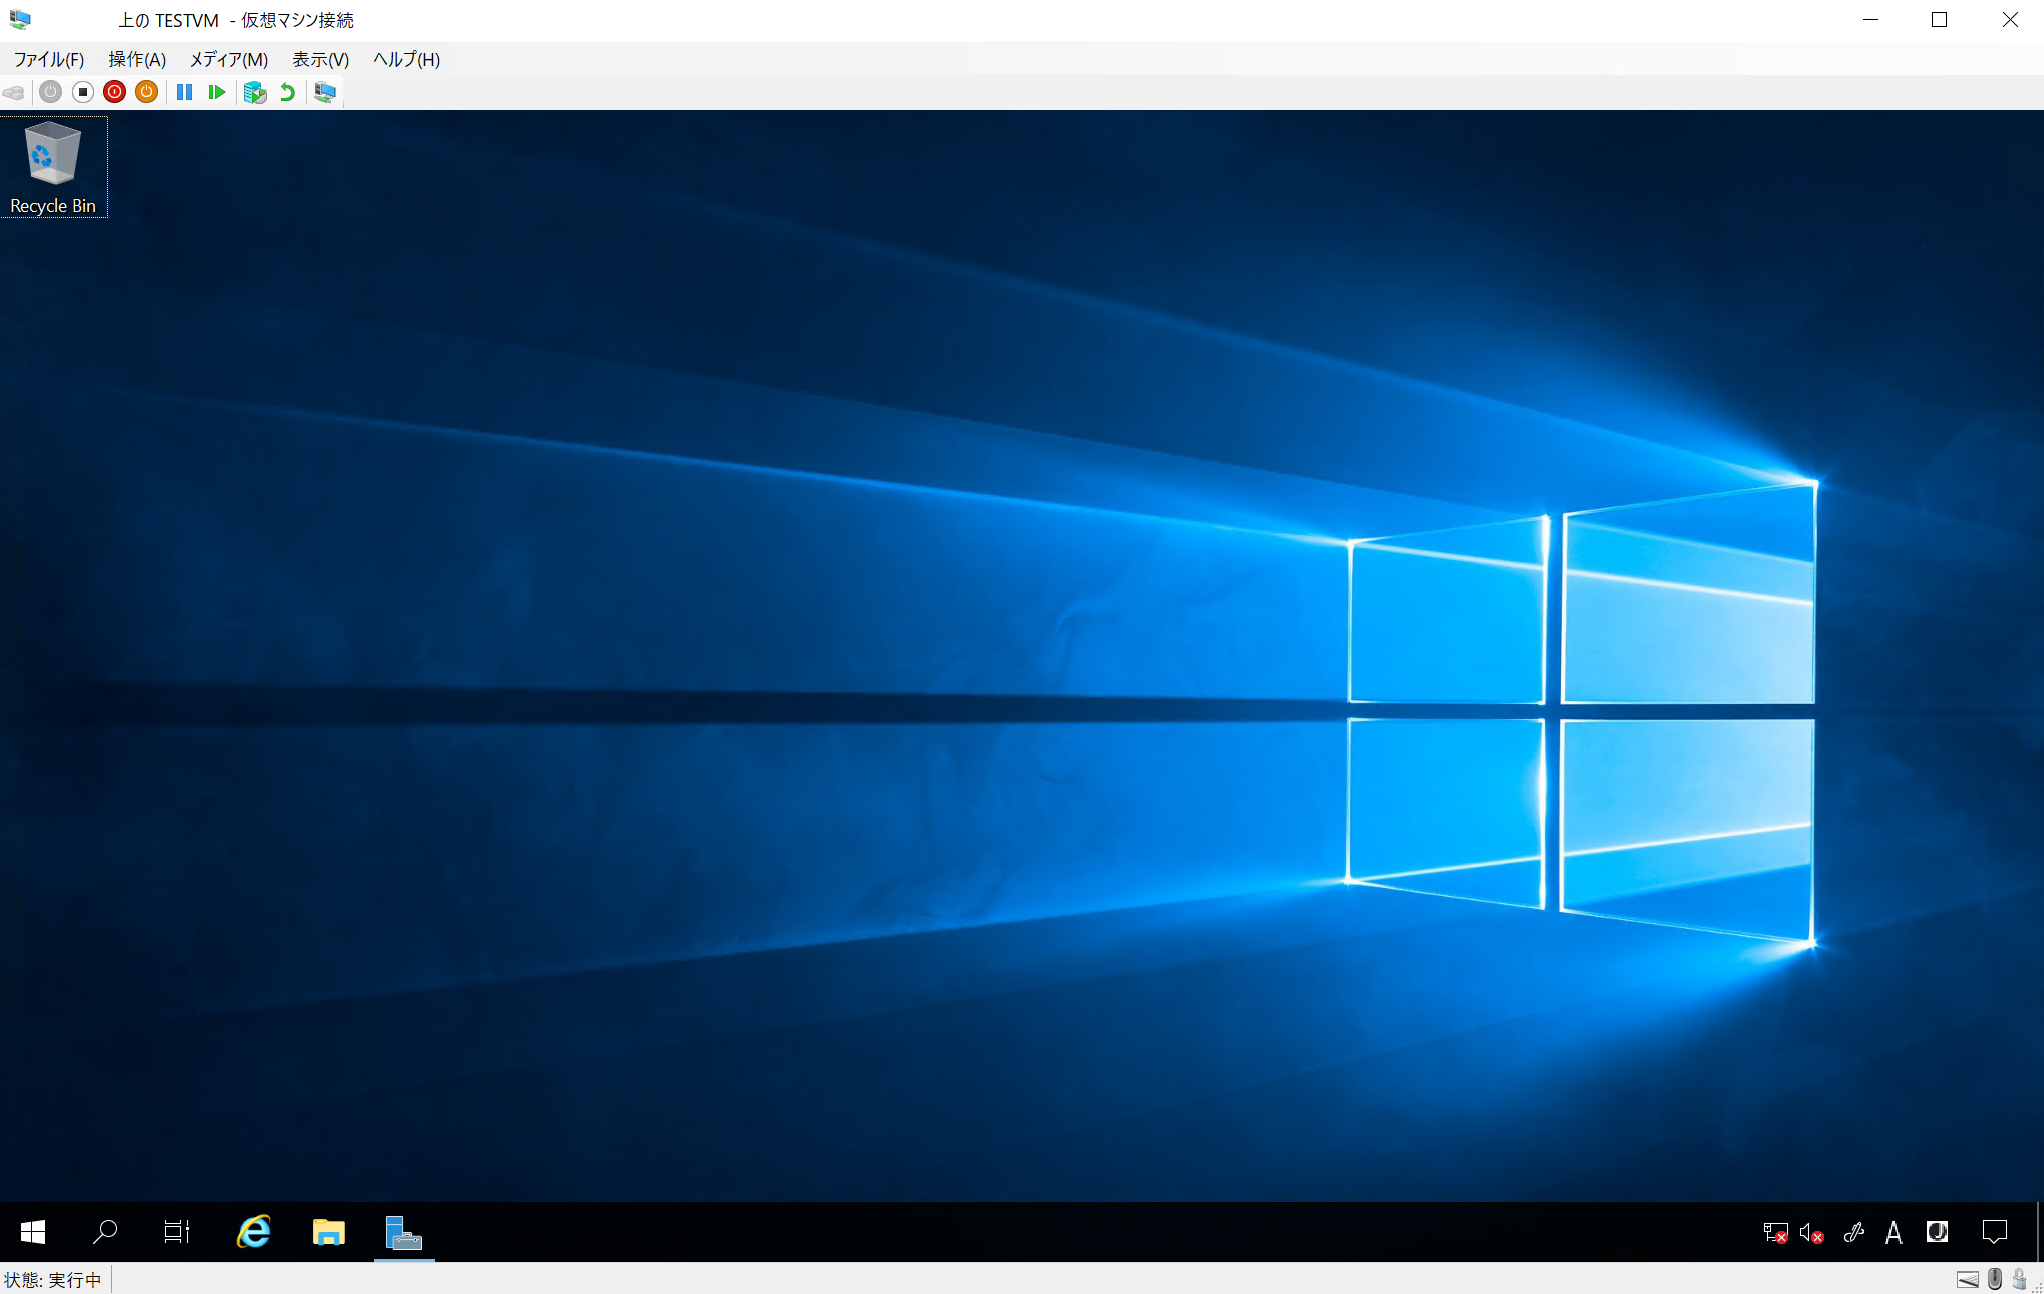 上の TESTVM - 仮想マシン接続
ファイル(F) 操作(A) メディア(M) 表示(V) ヘルプ(H)
Recycle Bin
A
状態: 実行中